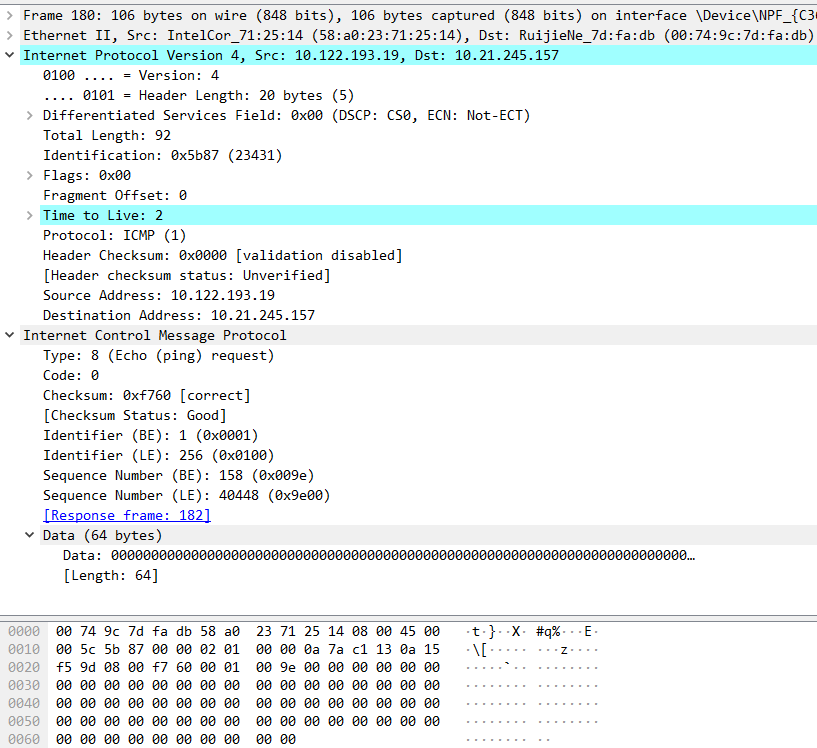 Frame 180: 106 bytes on wire (848 bits), 106 bytes captured (848 bits) on interface \Device\NPF_{C3
Ethernet II, Src: IntelCor_71:25:14 (58:a0:23:71:25:14), Dst: RuijieNe_7d:fa:db (00:74:9c:7d:fa:db)
Internet Protocol Version 4, Src: 10.122.193.19, Dst: 10.21.245.157
0100 .... = Version: 4
.... 0101 = Header Length: 20 bytes (5)
Differentiated Services Field: 0x00 (DSCP: CS0, ECN: Not-ECT)
Total Length: 92
Identification: 0x5b87 (23431)
Flags: 0x00
Fragment Offset: 0
Time to Live: 2
Protocol: ICMP (1)
Header Checksum: 0x0000 [validation disabled]
[Header checksum status: Unverified]
Source Address: 10.122.193.19
Destination Address: 10.21.245.157
Internet Control Message Protocol
Type: 8 (Echo (ping) request)
Code: 0
Checksum: 0xf760 [correct]
[Checksum Status: Good]
Identifier (BE): 1 (0x0001)
Identifier (LE): 256 (0x0100)
Sequence Number (BE): 158 (0x009e)
Sequence Number (LE): 40448 (0x9e00)
[Response frame: 182]
Data (64 bytes)
Data: 000000000000000000000000000000000000000000000000000000000000000000000000…
[Length: 64]
0000 00 74 9c 7d fa db 58 a0 23 71 25 14 08 00 45 00 ·t·}··X· #q%···E·
0010 00 5c 5b 87 00 00 02 01 00 00 0a 7a c1 13 0a 15 ·\[····· ···z····
0020 f5 9d 08 00 f7 60 00 01 00 9e 00 00 00 00 00 00 ·····`·· ········
0030 00 00 00 00 00 00 00 00 00 00 00 00 00 00 00 00 ········ ········
0040 00 00 00 00 00 00 00 00 00 00 00 00 00 00 00 00 ········ ········
0050 00 00 00 00 00 00 00 00 00 00 00 00 00 00 00 00 ········ ········
0060 00 00 00 00 00 00 00 00 00 00 ········ ··